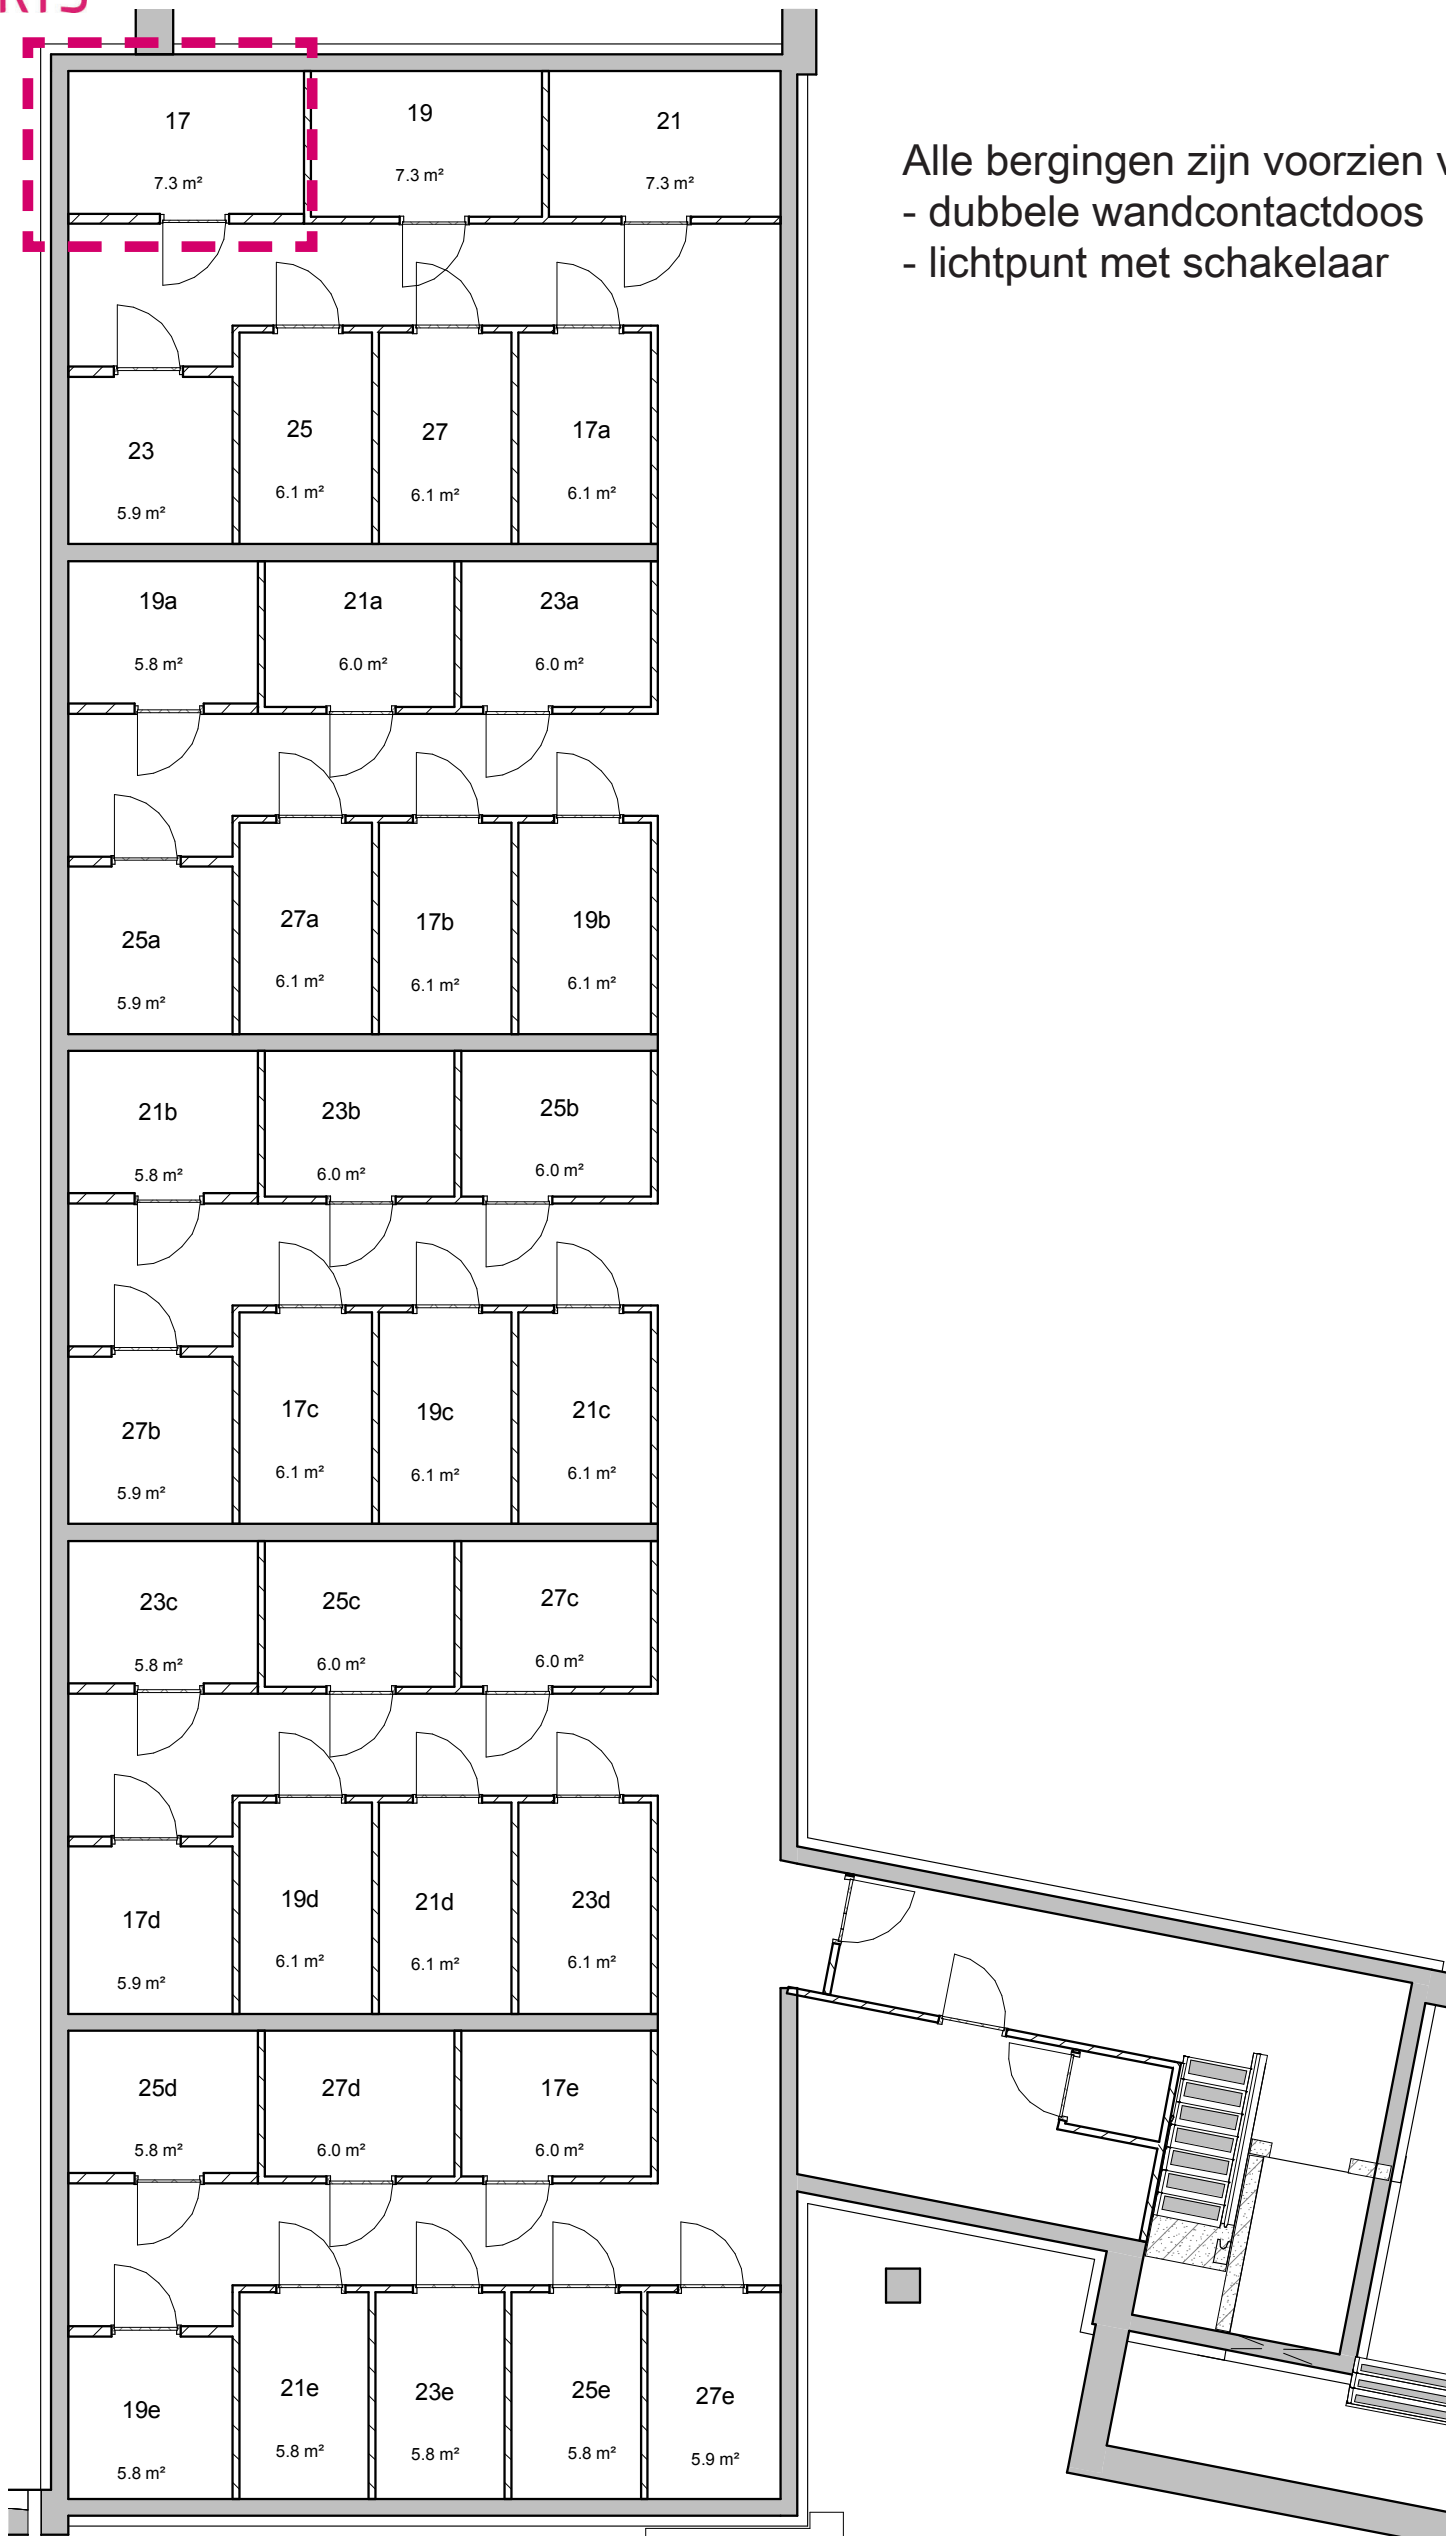 17
7.3 m²
19
7.3 m²
21
7.3 m²
Alle bergingen zijn voorzien
- dubbele wandcontactdoos
- lichtpunt met schakelaar
23
5.9 m²
25
6.1 m²
27
6.1 m²
17a
6.1 m²
19a
5.8 m²
21a
6.0 m²
23a
6.0 m²
25a
5.9 m²
27a
6.1 m²
17b
6.1 m²
19b
6.1 m²
21b
5.8 m²
23b
6.0 m²
25b
6.0 m²
27b
5.9 m²
17c
6.1 m²
19c
6.1 m²
21c
6.1 m²
23c
5.8 m²
25c
6.0 m²
27c
6.0 m²
17d
5.9 m²
19d
6.1 m²
21d
6.1 m²
23d
6.1 m²
25d
5.8 m²
27d
6.0 m²
17e
6.0 m²
19e
5.8 m²
21e
5.8 m²
23e
5.8 m²
25e
5.8 m²
27e
5.9 m²